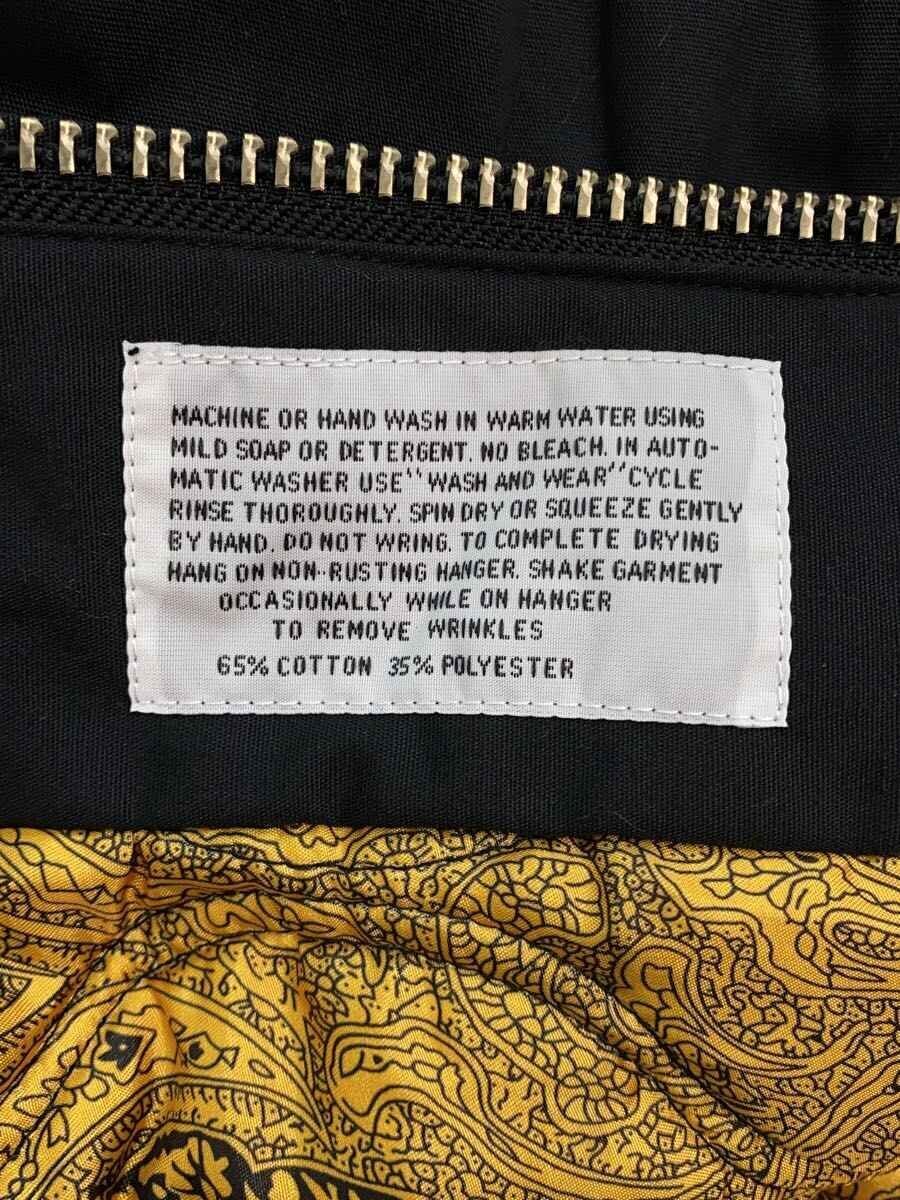 MACHINE OR HAND WASH IN WARM WATER USING
MILD SOAP OR DETERGENT. NO BLEACH. IN AUTO-
MATIC WASHER USE "WASH AND WEAR" CYCLE
RINSE THOROUGHLY. SPIN DRY OR SQUEEZE GENTLY
BY HAND. DO NOT WRING. TO COMPLETE DRYING
HANG ON NON-RUSTING HANGER. SHAKE GARMENT
OCCASIONALLY WHILE ON HANGER
TO REMOVE WRINKLES
65% COTTON 35% POLYESTER